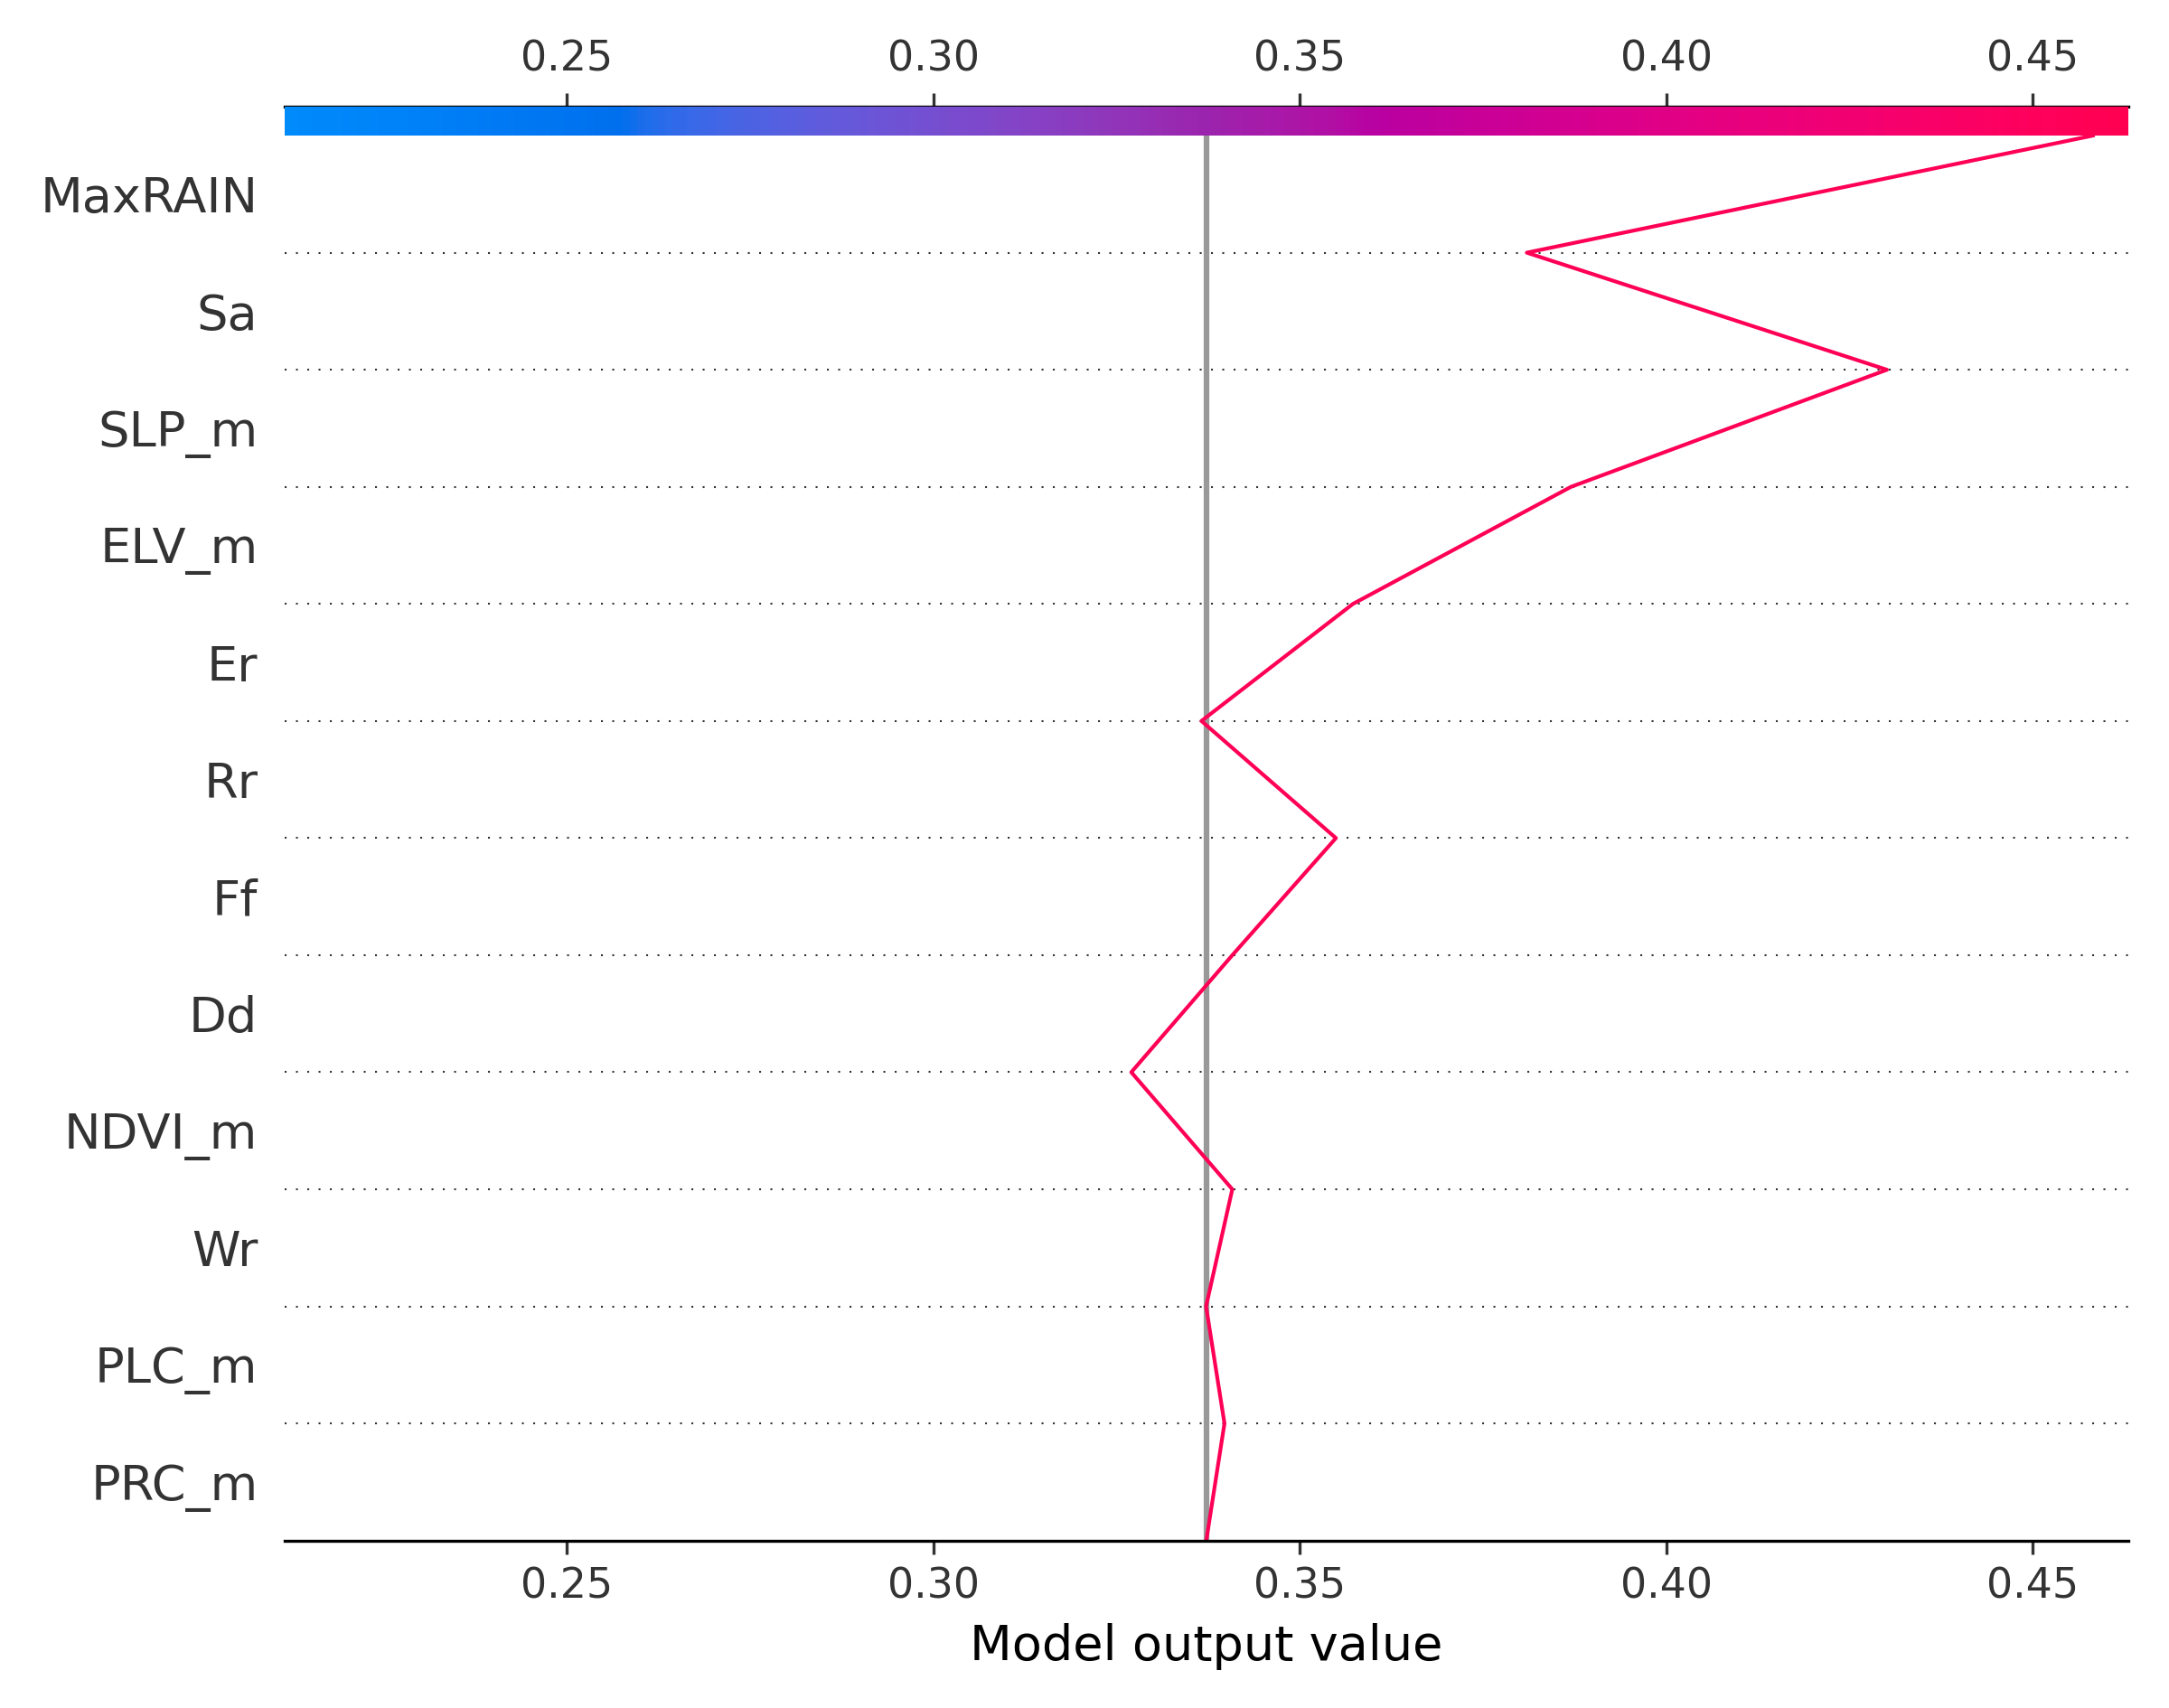 0.25 0.30 0.35 0.40 0.45
MaxRAIN
Sa
SLP_m
ELV_m
Er
Rr
Ff
Dd
NDVI_m
Wr
PLC_m
PRC_m
0.25 0.30 0.35 0.40 0.45
Model output value